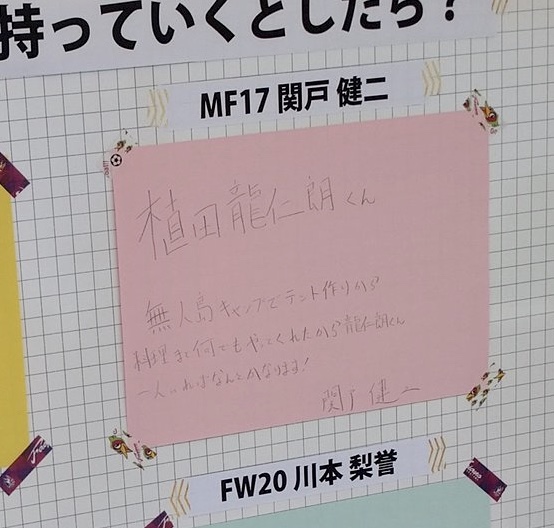 持っていくとしたら？
MF17 関戸 健二
植田龍仁朗くん
無人島キャンプでテント作りから
料理まで何でもやってくれたから龍仁朗くん
一人いればなんとかなります！
関戸健二
FW20 川本 梨誉